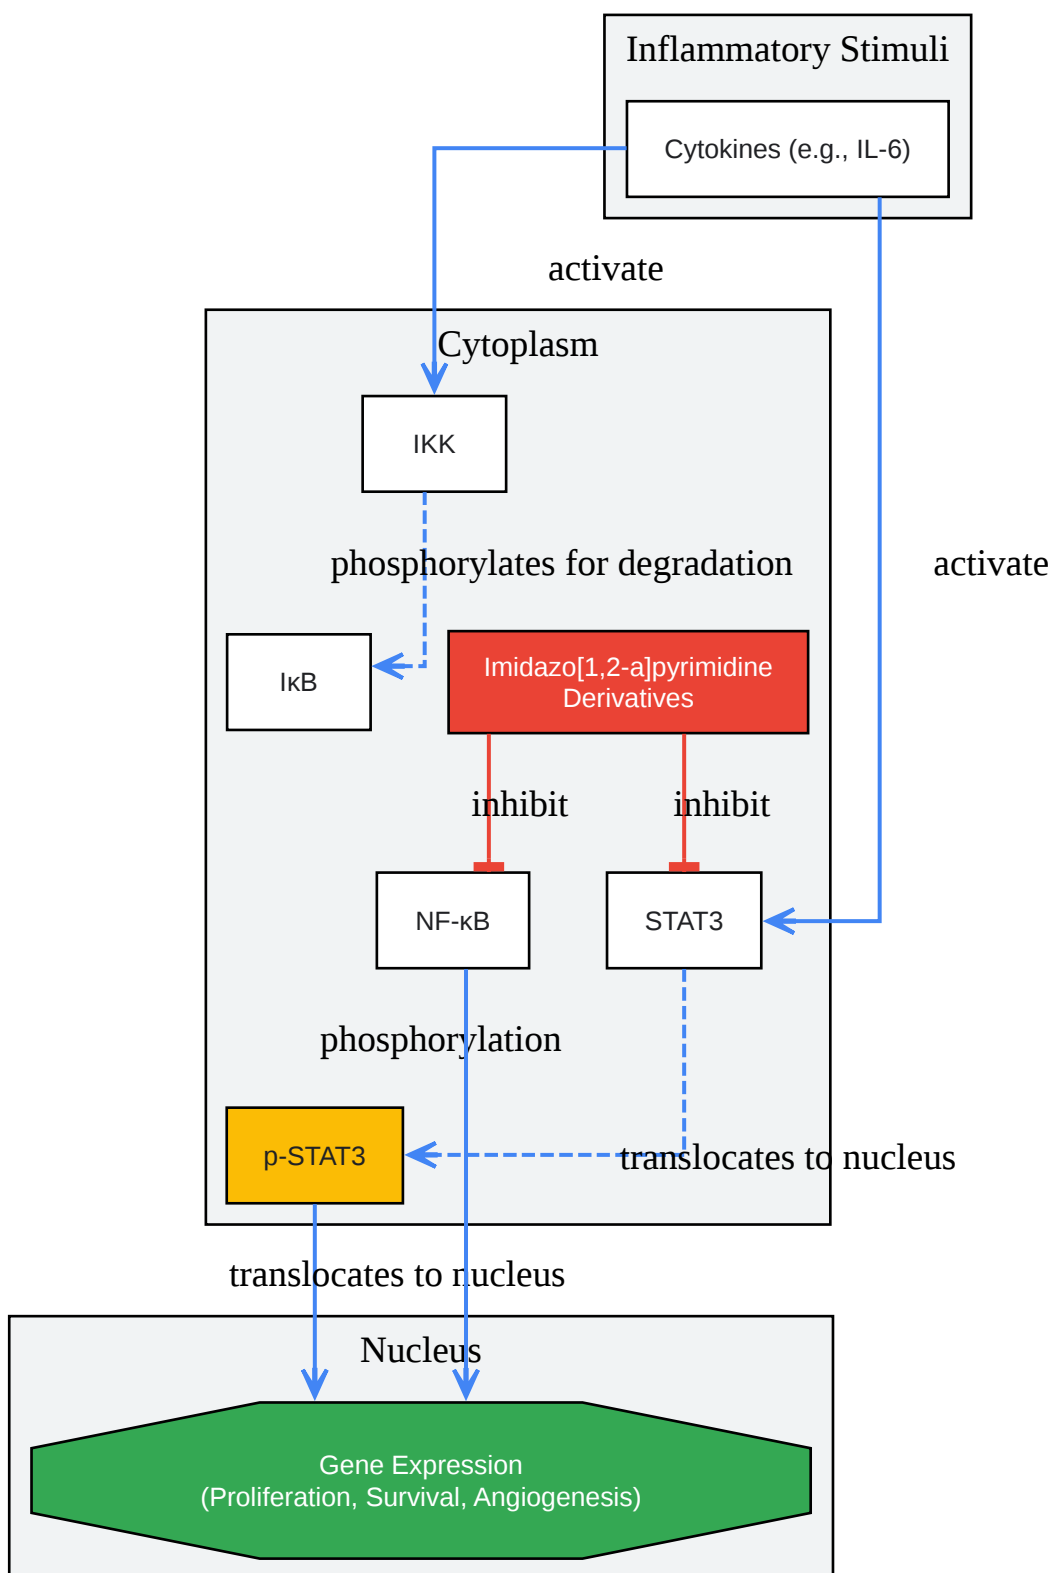 Inflammatory Stimuli
Cytokines (e.g., IL-6)
activate
Cytoplasm
IKK
phosphorylates for degradation
activate
IκB
Imidazo[1,2-a]pyrimidine
Derivatives
inhibit
inhibit
NF-κB
STAT3
phosphorylation
p-STAT3
translocates to nucleus
translocates to nucleus
Nucleus
Gene Expression
(Proliferation, Survival, Angiogenesis)